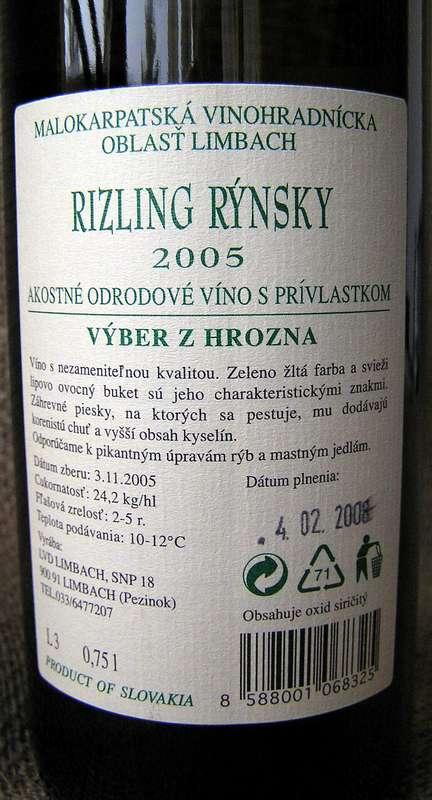 MALOKARPATSKÁ VINOHRADNÍCKA
OBLASŤ LIMBACH
RIZLING RÝNSKY
2005
AKOSTNÉ ODRODOVÉ VÍNO S PRÍVLASTKOM
VÝBER Z HROZNA
Víno s nezameniteľnou kvalitou. Zeleno žltá farba a svieži
lipovo ovocný buket sú jeho charakteristickými znakmi.
Záhrevné piesky, na ktorých sa pestuje, mu dodávajú
korenistú chuť a vyšší obsah kyselín.
Odporúčame k pikantným úpravám rýb a mastným jedlám.
Dátum zberu: 3.11.2005
Cukornatosť: 24,2 kg/hl
Fľašová zrelosť: 2-5 r.
Teplota podávania: 10-12°C
Výrába:
LVD LIMBACH, SNP 18
900 91 LIMBACH (Pezinok)
TEL.033/6477207
L3 0,75 l
PRODUCT OF SLOVAKIA
Dátum plnenia:
. 4. 02. 2008
71
Obsahuje oxid siričitý
8 588001 068325